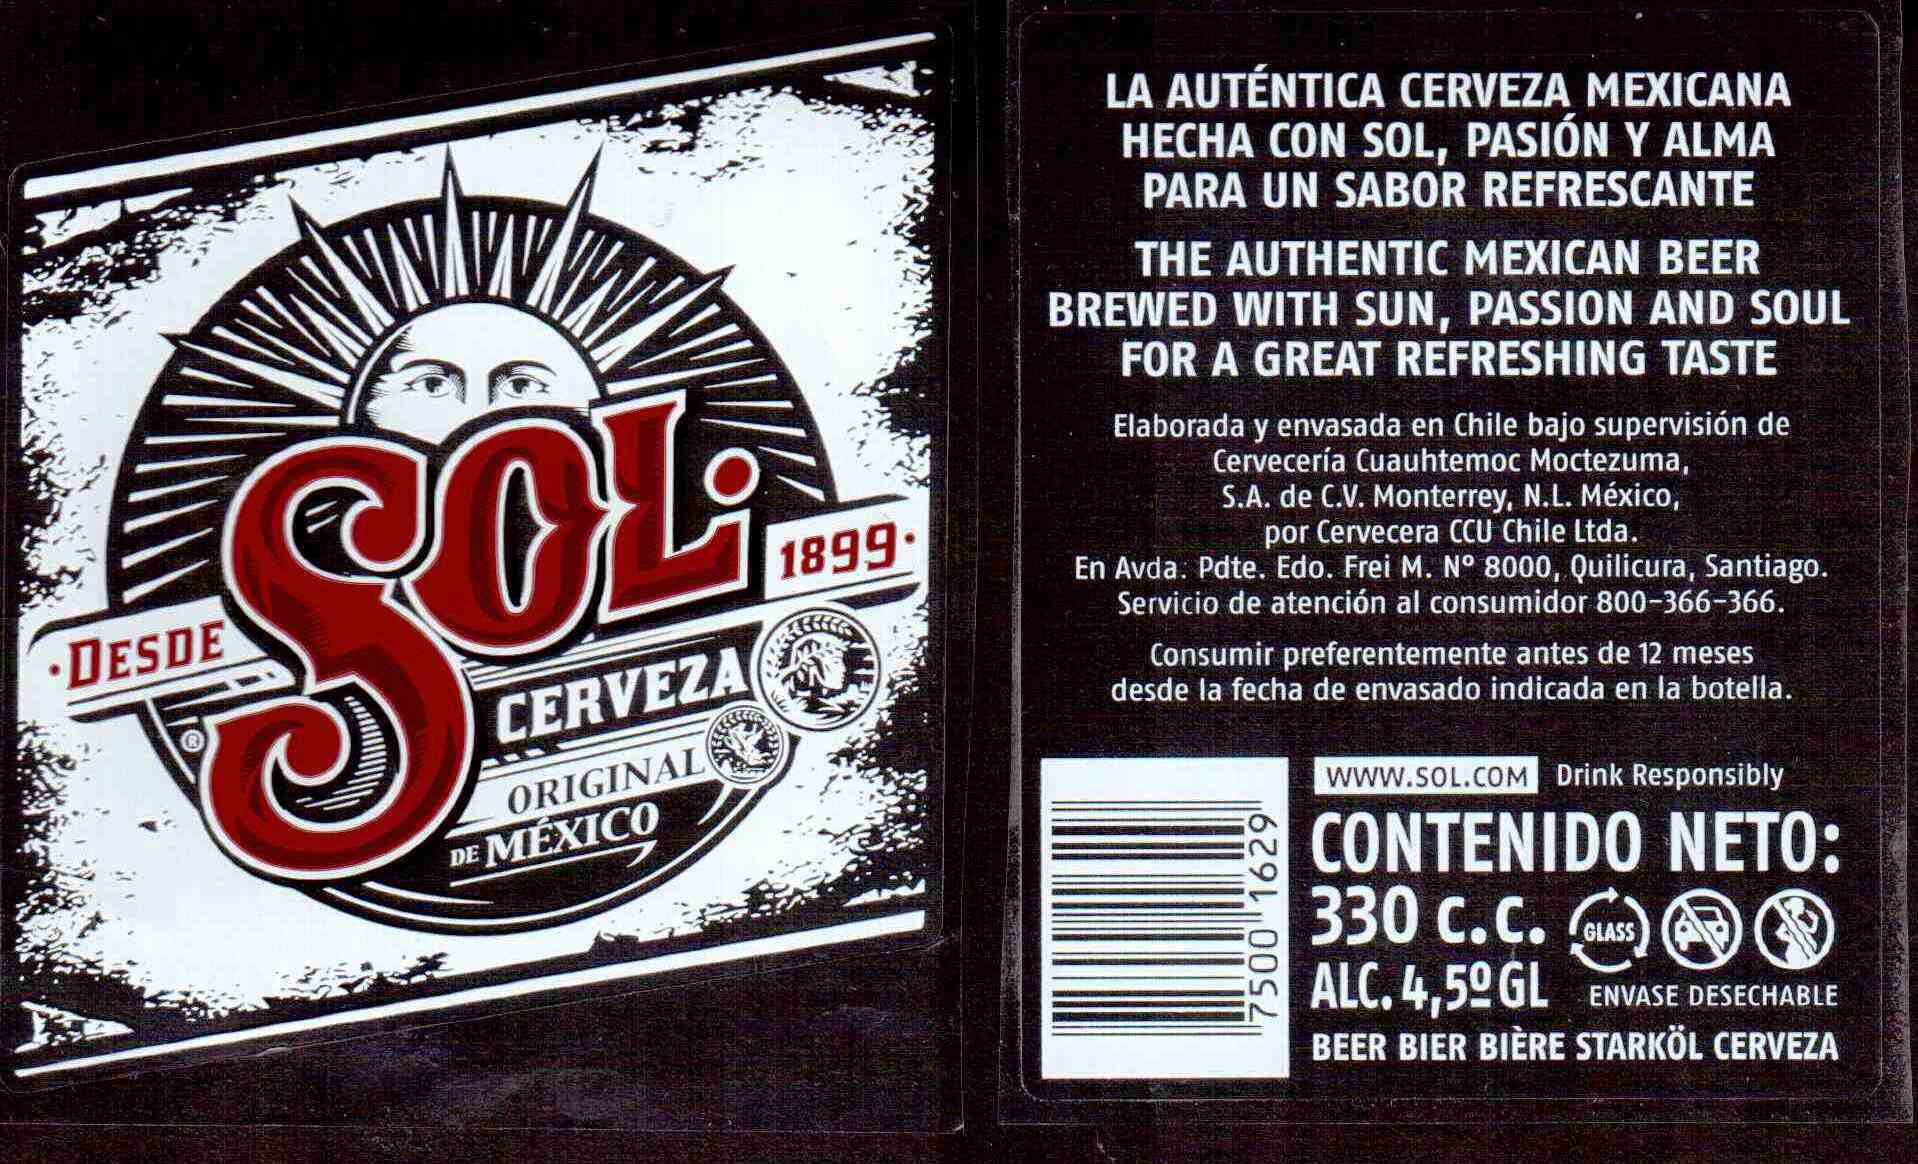 SOL
·DESDE
1899·
CERVEZA
ORIGINAL
DE MÉXICO
®
LA AUTÉNTICA CERVEZA MEXICANA
HECHA CON SOL, PASIÓN Y ALMA
PARA UN SABOR REFRESCANTE
THE AUTHENTIC MEXICAN BEER
BREWED WITH SUN, PASSION AND SOUL
FOR A GREAT REFRESHING TASTE
Elaborada y envasada en Chile bajo supervisión de
Cervecería Cuauhtemoc Moctezuma,
S.A. de C.V. Monterrey, N.L. México,
por Cervecera CCU Chile Ltda.
En Avda. Pdte. Edo. Frei M. Nº 8000, Quilicura, Santiago.
Servicio de atención al consumidor 800-366-366.
Consumir preferentemente antes de 12 meses
desde la fecha de envasado indicada en la botella.
7500 1629
WWW.SOL.COM Drink Responsibly
CONTENIDO NETO:
330 c.c.
GLASS
ALC. 4,5º GL
ENVASE DESECHABLE
BEER BIER BIÈRE STARKÖL CERVEZA